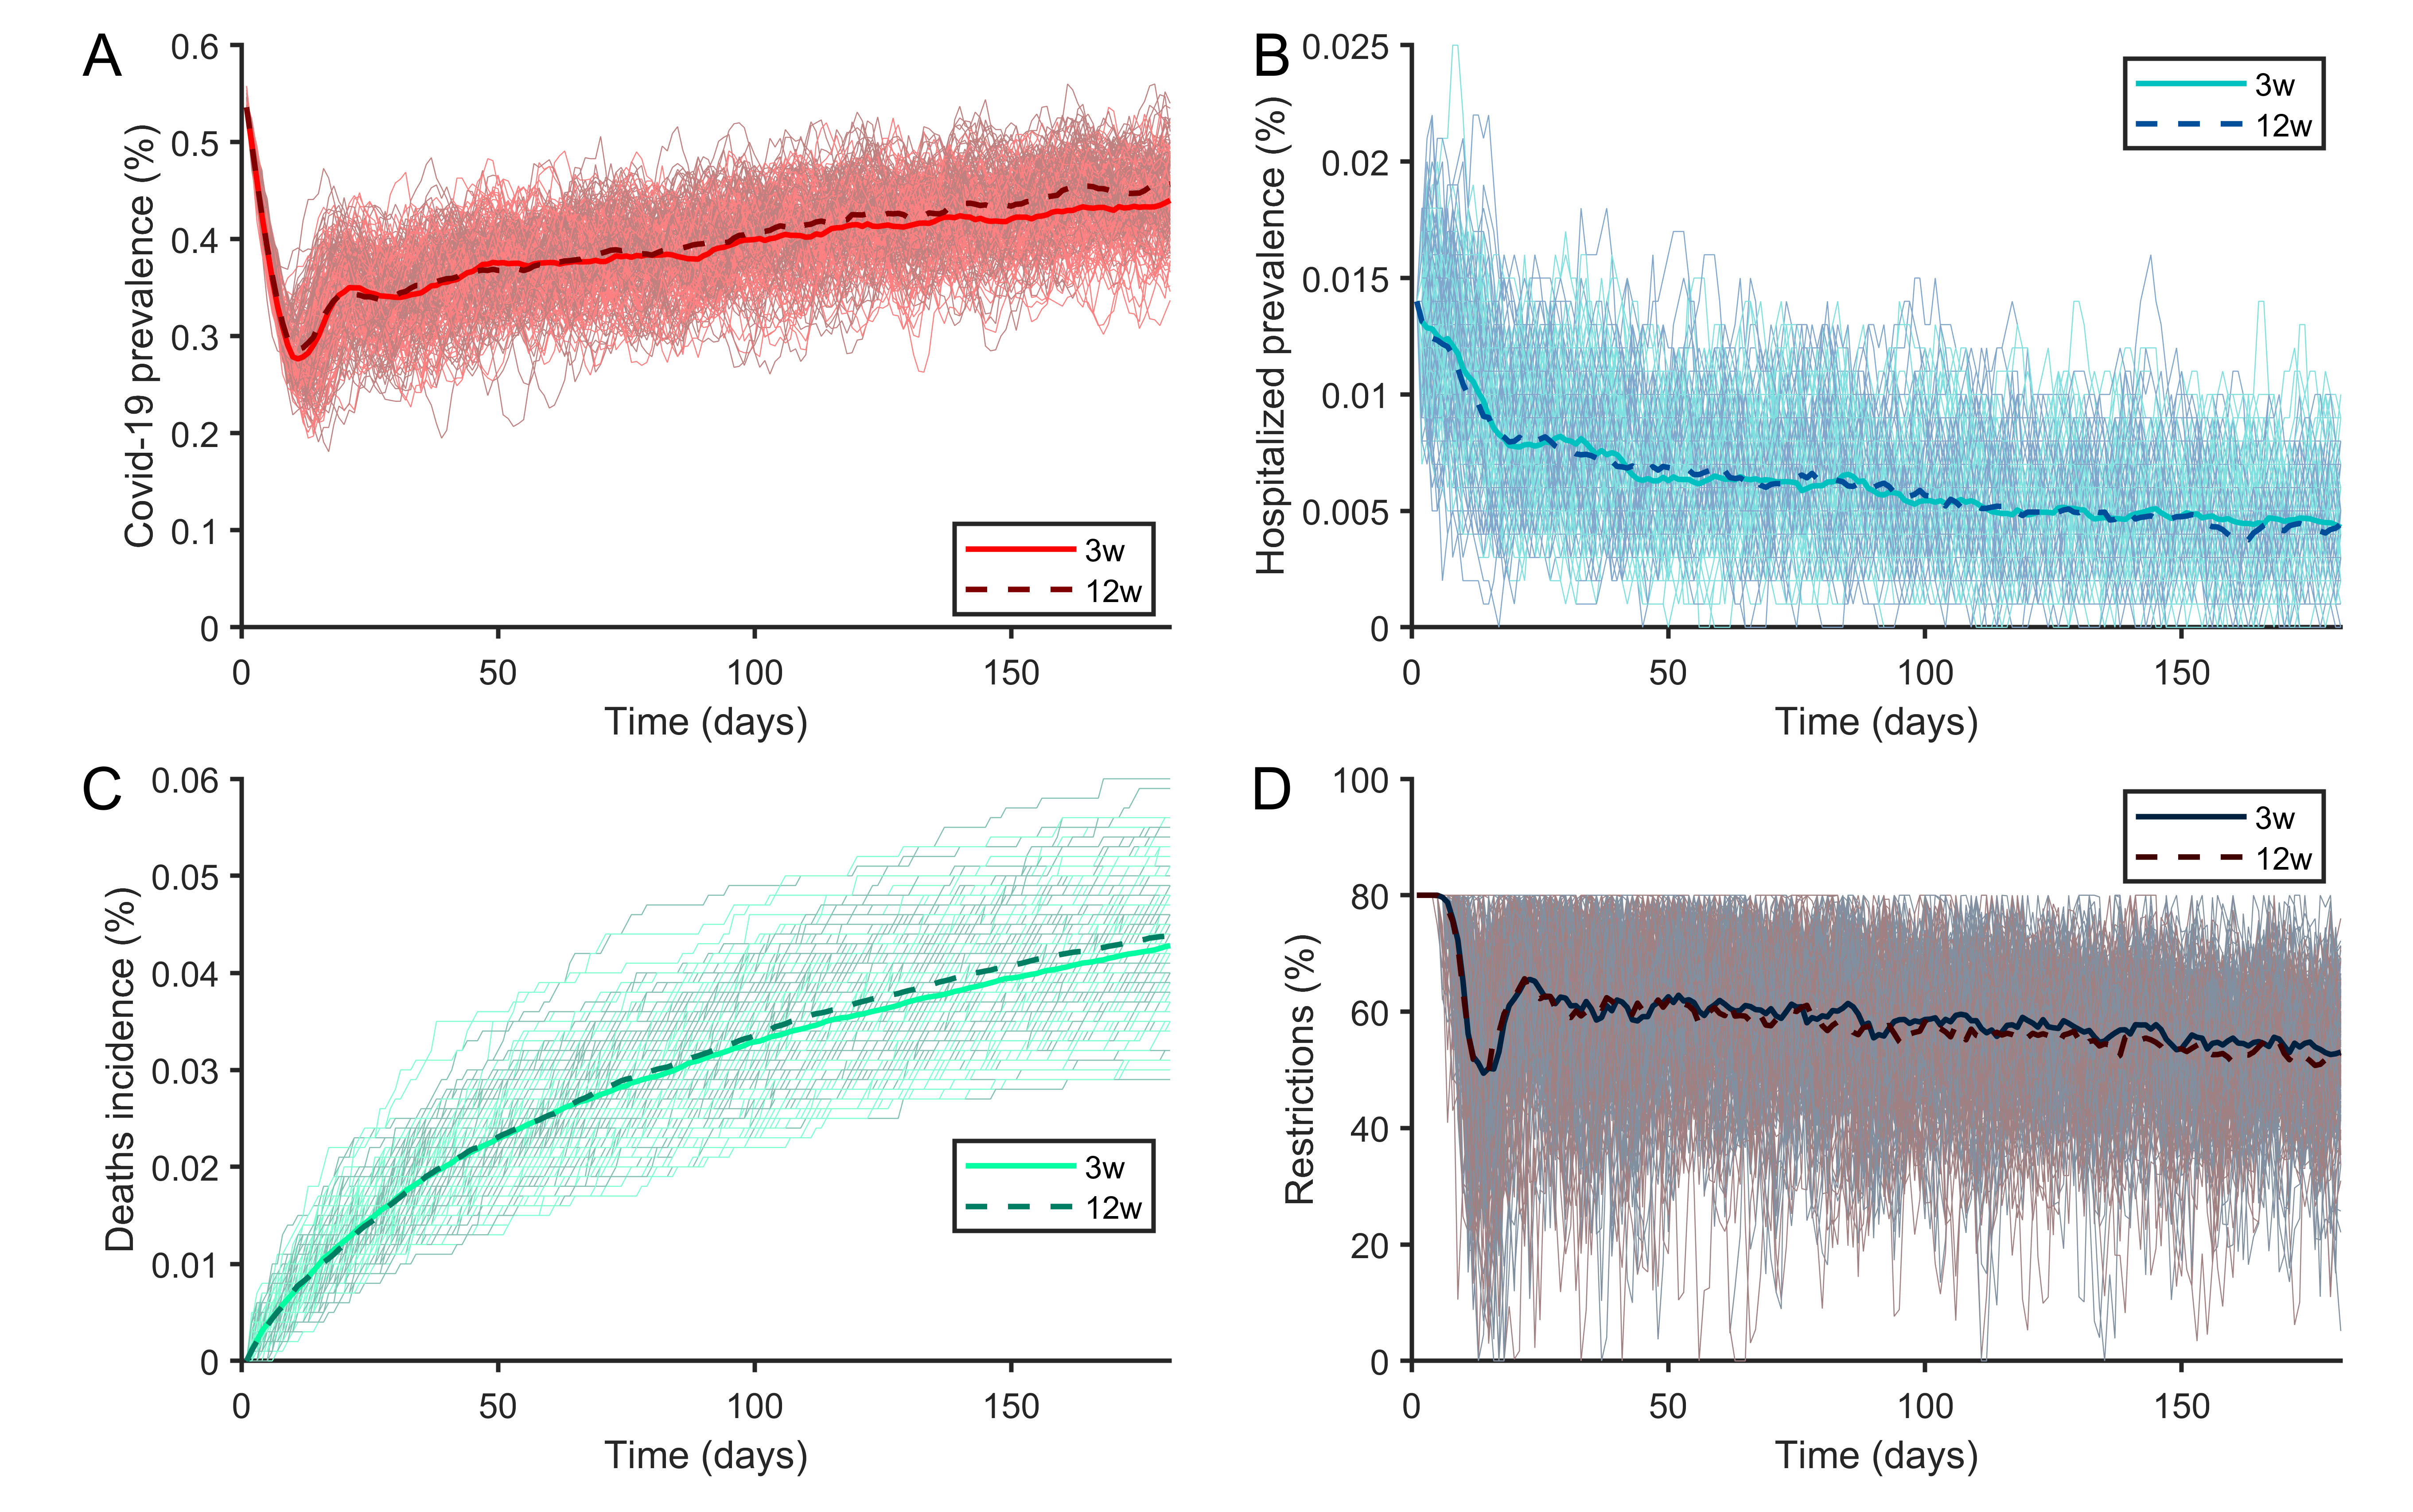 A
0.6
0.5
0.4
0.3
0.2
0.1
0
Covid-19 prevalence (%)
3w
12w
0
50
100
150
Time (days)
B
0.025
0.02
0.015
0.01
0.005
0
Hospitalized prevalence (%)
3w
12w
0
50
100
150
Time (days)
C
0.06
0.05
0.04
0.03
0.02
0.01
0
Deaths incidence (%)
3w
12w
0
50
100
150
Time (days)
D
100
80
60
40
20
0
Restrictions (%)
3w
12w
0
50
100
150
Time (days)